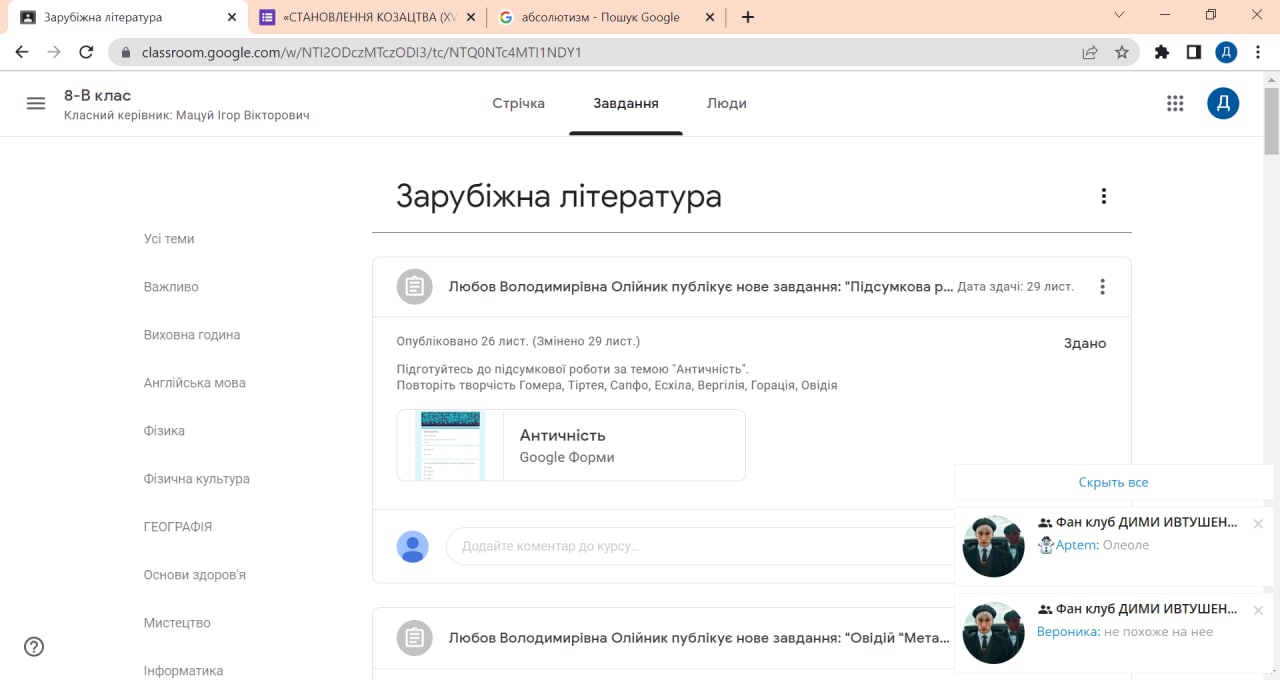 Зарубіжна література
«СТАНОВЛЕННЯ КОЗАЦТВА (XV
абсолютизм - Пошук Google
classroom.google.com/w/NTI2ODczMTczODI3/tc/NTQ0NTc4MTI1NDY1
Д
8-В клас
Класний керівник: Мацуй Ігор Вікторович
Стрічка
Завдання
Люди
Д
Зарубіжна література
Усі теми
Важливо
Виховна година
Англійська мова
Фізика
Фізична культура
ГЕОГРАФІЯ
Основи здоров'я
Мистецтво
Інформатика
Любов Володимирівна Олійник публікує нове завдання: "Підсумкова р... Дата здачі: 29 лист.
Опубліковано 26 лист. (Змінено 29 лист.)
Здано
Підготуйтесь до підсумкової роботи за темою "Античність".
Повторіть творчість Гомера, Тіртея, Сапфо, Есхіла, Вергілія, Горація, Овідія
Античність
Google Форми
Додайте коментар до курсу...
Любов Володимирівна Олійник публікує нове завдання: "Овідій "Мета...
Скрыть все
Фан клуб ДИМИ ИВТУШЕН...
Артем: Олеоле
Фан клуб ДИМИ ИВТУШЕН...
Вероника: не похоже на нее